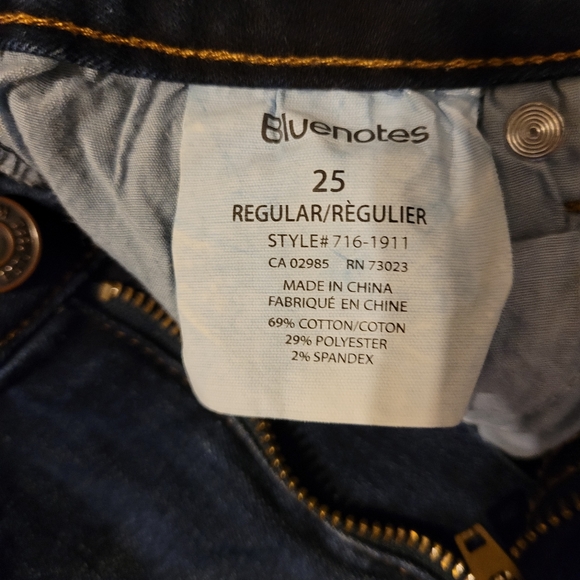 Bluenotes
25
REGULAR/RÈGULIER
STYLE# 716-1911
CA 02985 RN 73023
MADE IN CHINA
FABRIQUÉ EN CHINE
69% COTTON/COTON
29% POLYESTER
2% SPANDEX